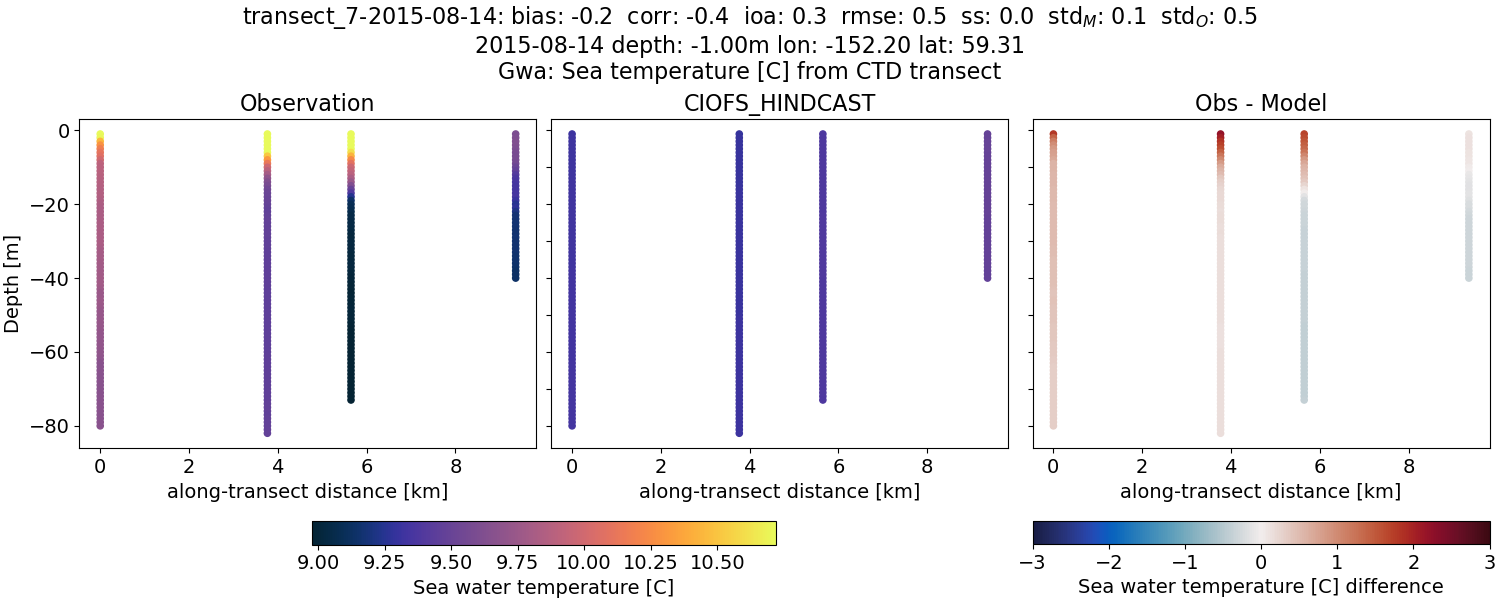 transect_7-2015-08-14: bias: -0.2 corr: -0.4 ioa: 0.3 rmse: 0.5 ss: 0.0 std_M: 0.1 std_O: 0.5
2015-08-14 depth: -1.00m lon: -152.20 lat: 59.31
Gwa: Sea temperature [C] from CTD transect
Observation
CIOFS_HINDCAST
Obs - Model
Depth [m]
0
−20
−40
−60
−80
0 2 4 6 8
along-transect distance [km]
0 2 4 6 8
along-transect distance [km]
0 2 4 6 8
along-transect distance [km]
9.00 9.25 9.50 9.75 10.00 10.25 10.50
Sea water temperature [C]
−3 −2 −1 0 1 2 3
Sea water temperature [C] difference